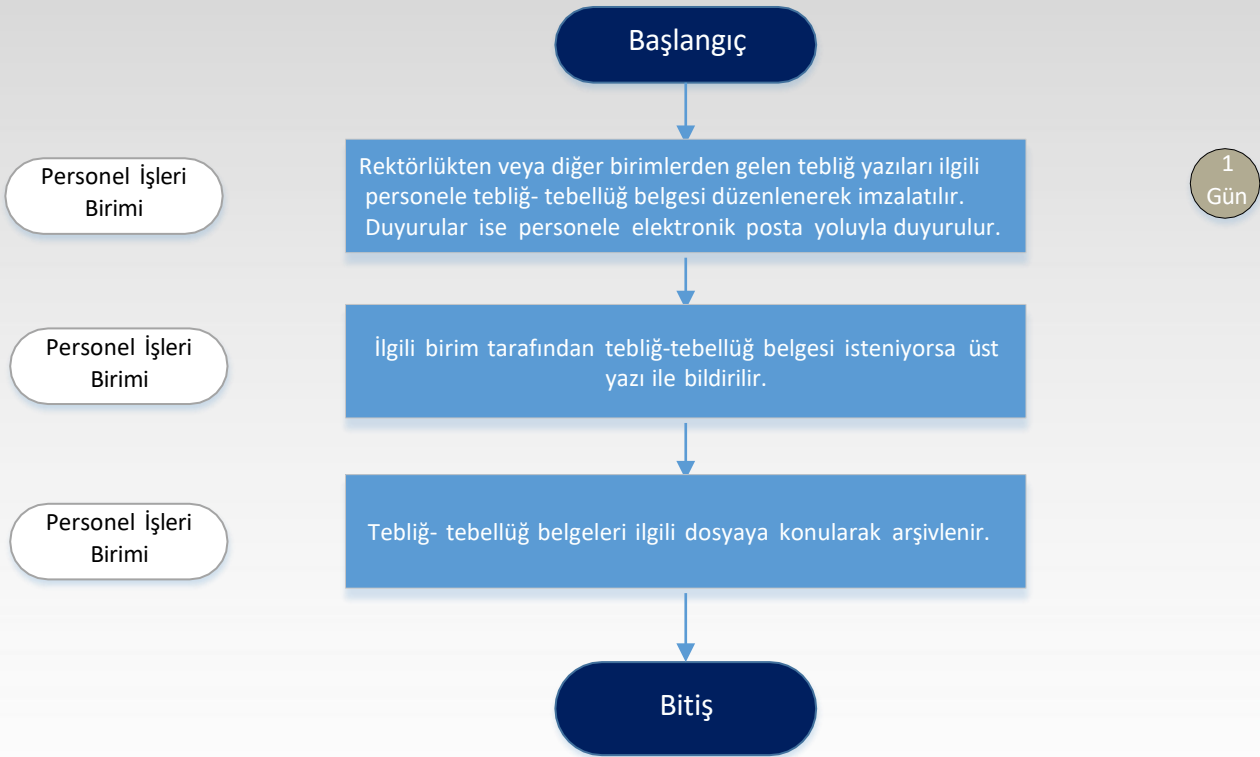 Başlangıç
Personel İşleri
Birimi
Rektörlükten veya diğer birimlerden gelen tebliğ yazıları ilgili
personele tebliğ- tebellüğ belgesi düzenlenerek imzalatılır.
Duyurular ise personele elektronik posta yoluyla duyurulur.
1
Gün
Personel İşleri
Birimi
İlgili birim tarafından tebliğ-tebellüğ belgesi isteniyorsa üst
yazı ile bildirilir.
Personel İşleri
Birimi
Tebliğ- tebellüğ belgeleri ilgili dosyaya konularak arşivlenir.
Bitiş